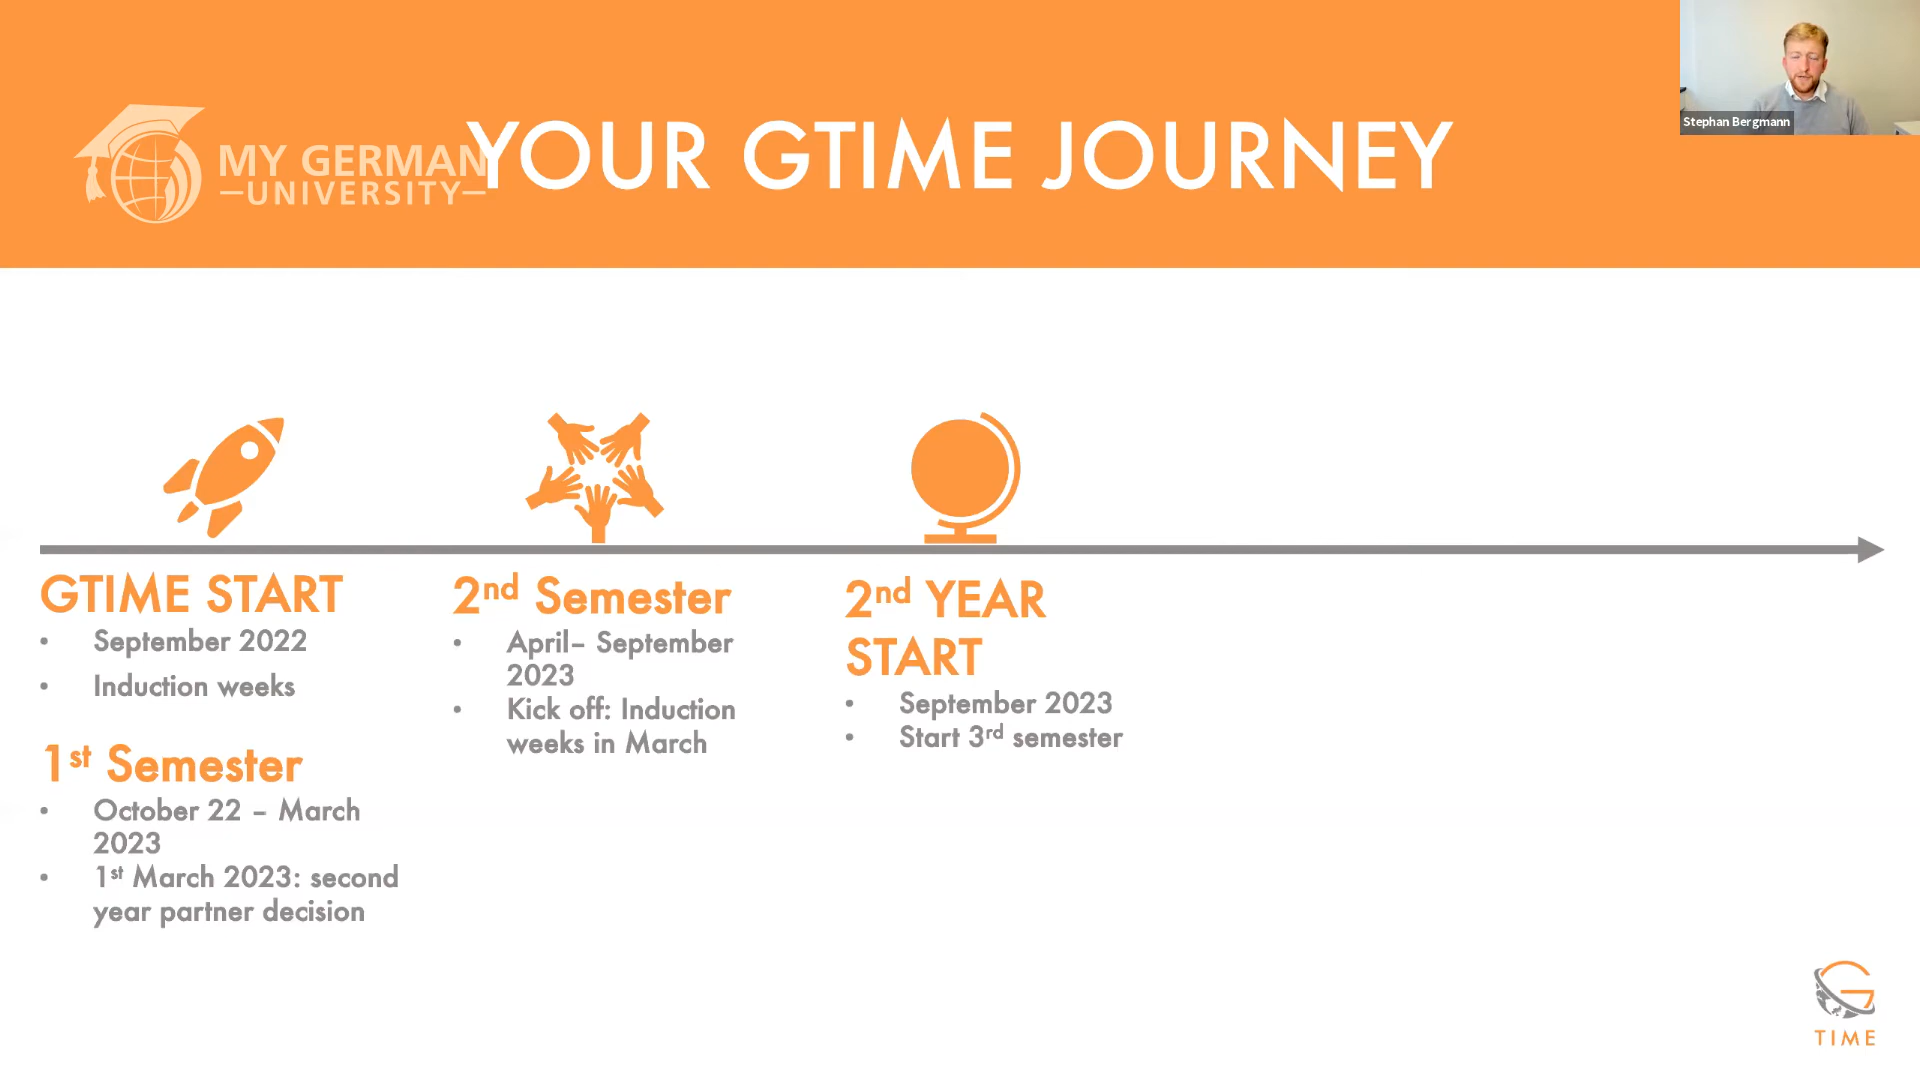 MY GERMAN
—UNIVERSITY—
YOUR GTIME JOURNEY
Stephan Bergmann
GTIME START
• September 2022
• Induction weeks
1st Semester
• October 22 – March
2023
• 1st March 2023: second
year partner decision
2nd Semester
• April– September
2023
• Kick off: Induction
weeks in March
2nd YEAR
START
• September 2023
• Start 3rd semester
G
TIME